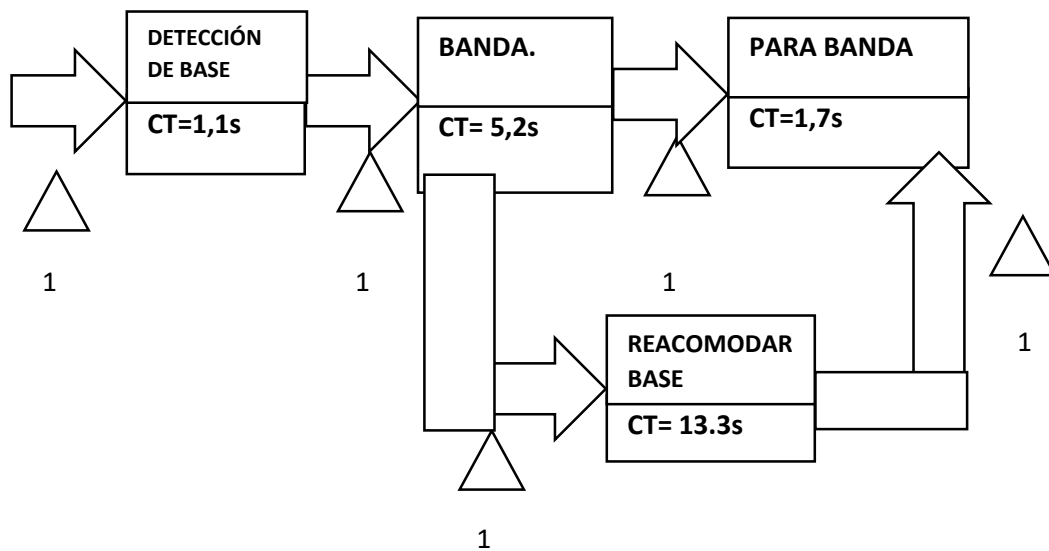 DETECCIÓN
DE BASE
CT=1,1s
BANDA.
CT= 5,2s
PARA BANDA
CT=1,7s
1
1
1
1
REACOMODAR
BASE
CT= 13.3s
1